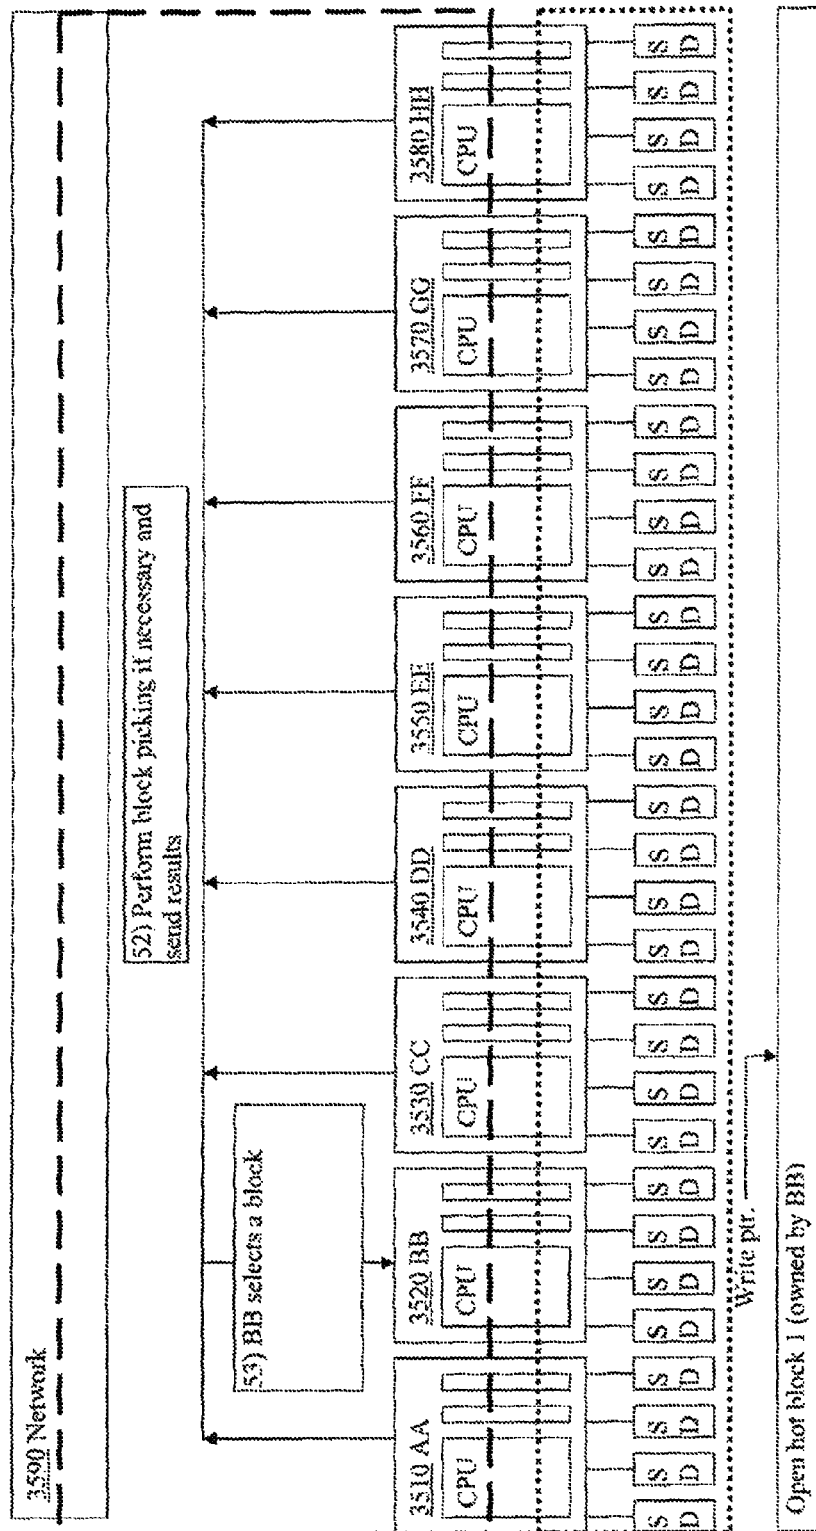 3590 Network
52) Perform block picking if necessary and
send results
53) BB selects a block
3510 AA
3520 BB
3530 CC
3540 DD
3550 EE
3560 FF
3570 GG
3580 HH
CPU
CPU
CPU
CPU
CPU
CPU
CPU
CPU
S S S S S S S S S S S S S S S S S S S S S S S S S S S S S S S S
D D D D D D D D D D D D D D D D D D D D D D D D D D D D D D D D
Write ptr.
Open hot block 1 (owned by BB)